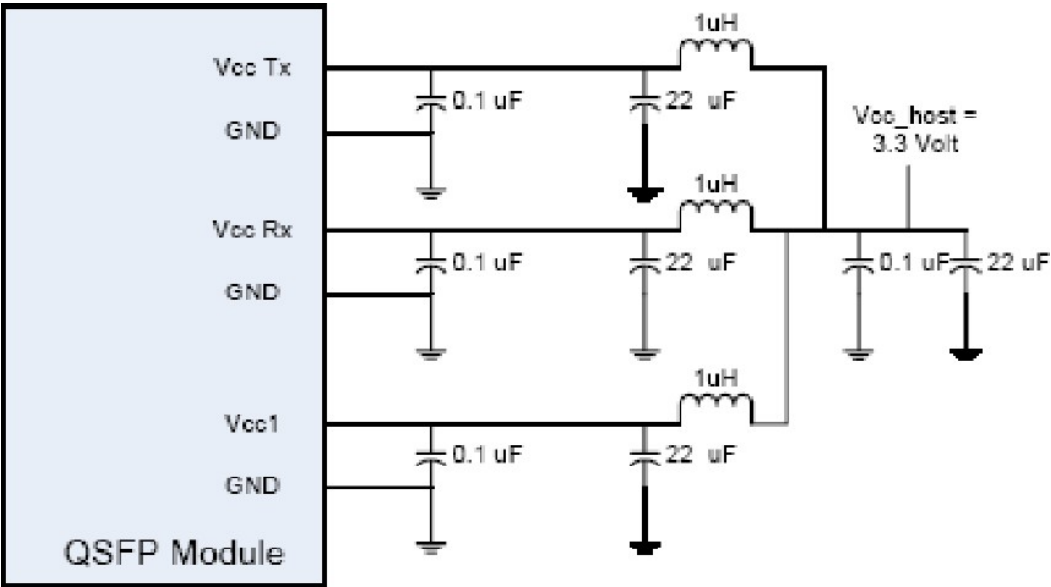 1uH
Vcc Tx
0.1 uF
22 uF
GND
Vcc_host =
3.3 Volt
1uH
Vcc Rx
0.1 uF
22 uF
0.1 uF
22 uF
GND
1uH
Vcc1
0.1 uF
22 uF
GND
QSFP Module